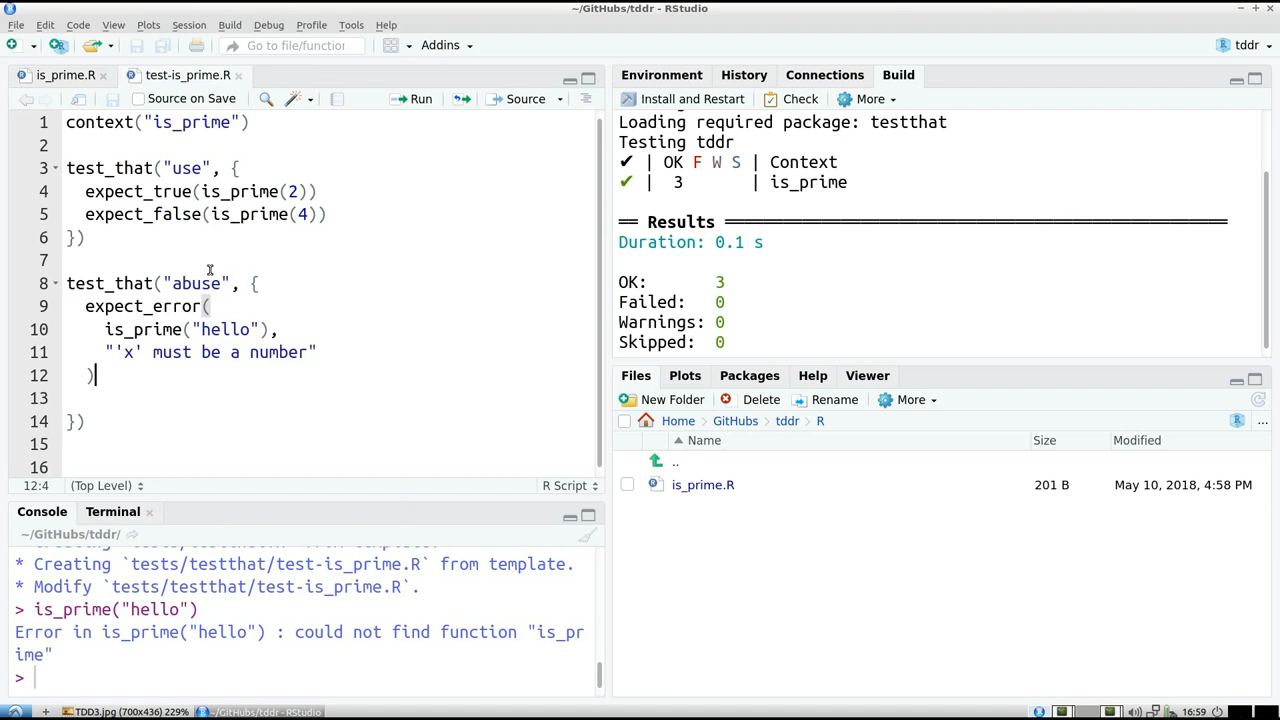 ~/GitHubs/tddr - RStudio
File Edit Code View Plots Session Build Debug Profile Tools Help
Go to file/function Addins tddr
is_prime.R test-is_prime.R
Source on Save Run Source
1 context("is_prime")
2
3 test_that("use", {
4 expect_true(is_prime(2))
5 expect_false(is_prime(4))
6 })
7
8 test_that("abuse", {
9 expect_error(
10 is_prime("hello"),
11 "'x' must be a number"
12 )
13
14 })
15
16
12:4 (Top Level) R Script
Console Terminal
~/GitHubs/tddr/
* Creating `tests/testthat/test-is_prime.R` from template.
* Modify `tests/testthat/test-is_prime.R`.
> is_prime("hello")
Error in is_prime("hello") : could not find function "is_pr
ime"
>
Environment History Connections Build
Install and Restart Check More
Loading required package: testthat
Testing tddr
✔ | OK F W S | Context
✔ | 3 | is_prime
══ Results ══════════════════════════════
Duration: 0.1 s
OK: 3
Failed: 0
Warnings: 0
Skipped: 0
Files Plots Packages Help Viewer
New Folder Delete Rename More
Home GitHubs tddr R ...
Name Size Modified
..
is_prime.R 201 B May 10, 2018, 4:58 PM
TDD3.jpg (700x436) 229% ~/GitHubs/tddr - RStudio 16:59